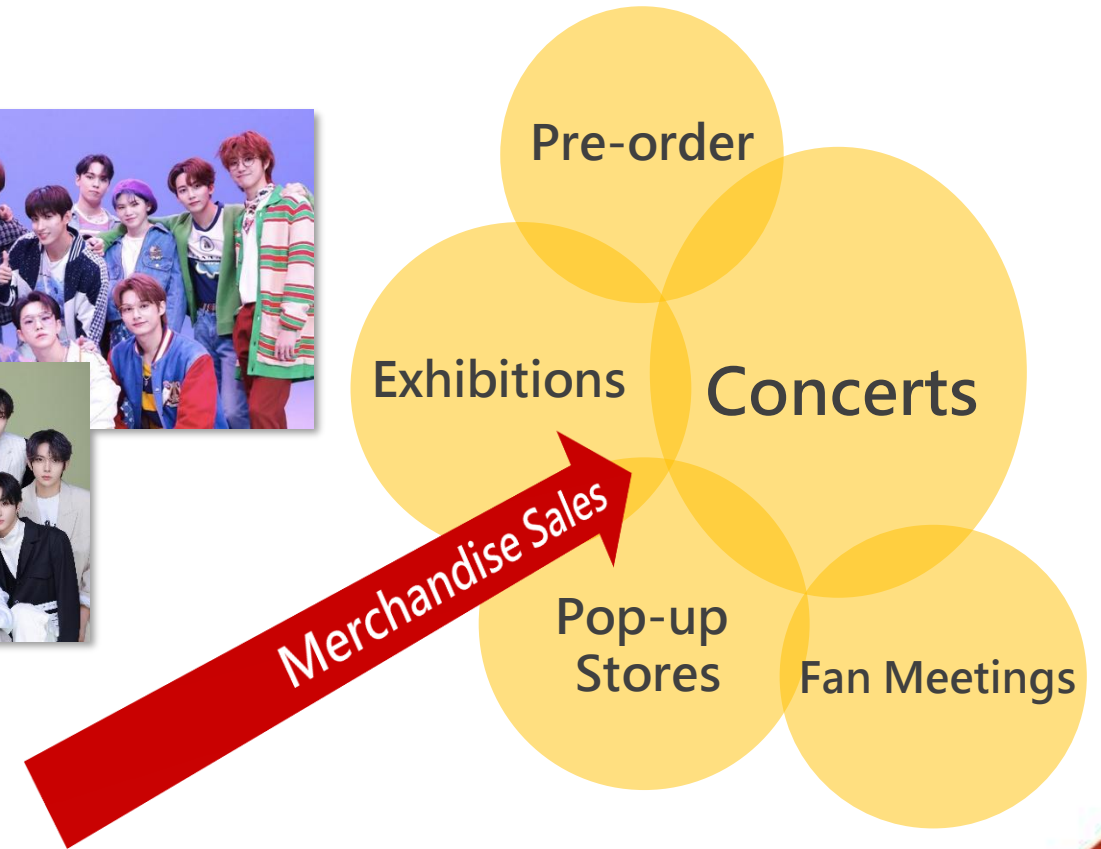 Pre-order
Exhibitions
Concerts
Merchandise Sales
Pop-up
Stores
Fan Meetings